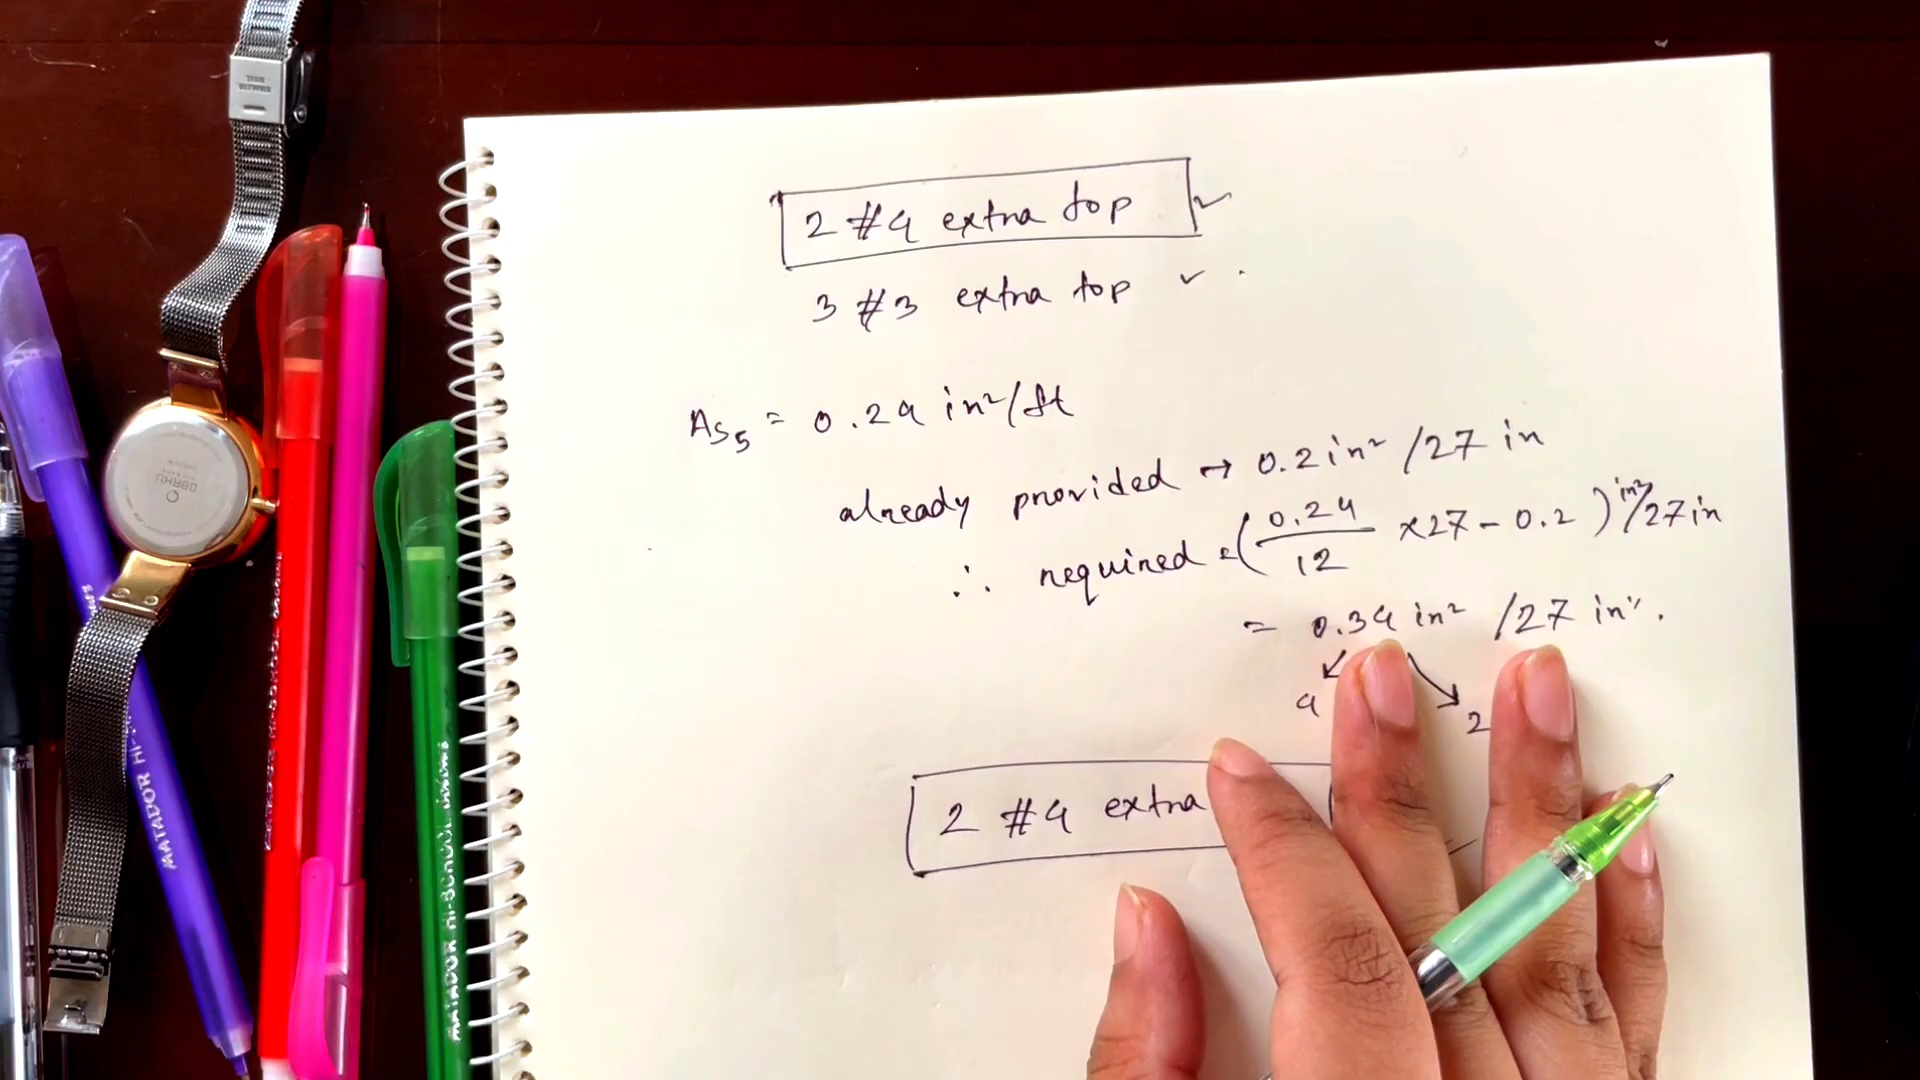 2 #4 extra top
3 #3 extra top
As5 = 0.24 in²/ft
already provided → 0.2 in² /27 in
∴ required = (0.24/12 ×27 - 0.2) in²/27in
= 0.34 in² /27 in".
4
2
2 #4 extra
MATADOR HI-
MATADOR HI-SCHOOL